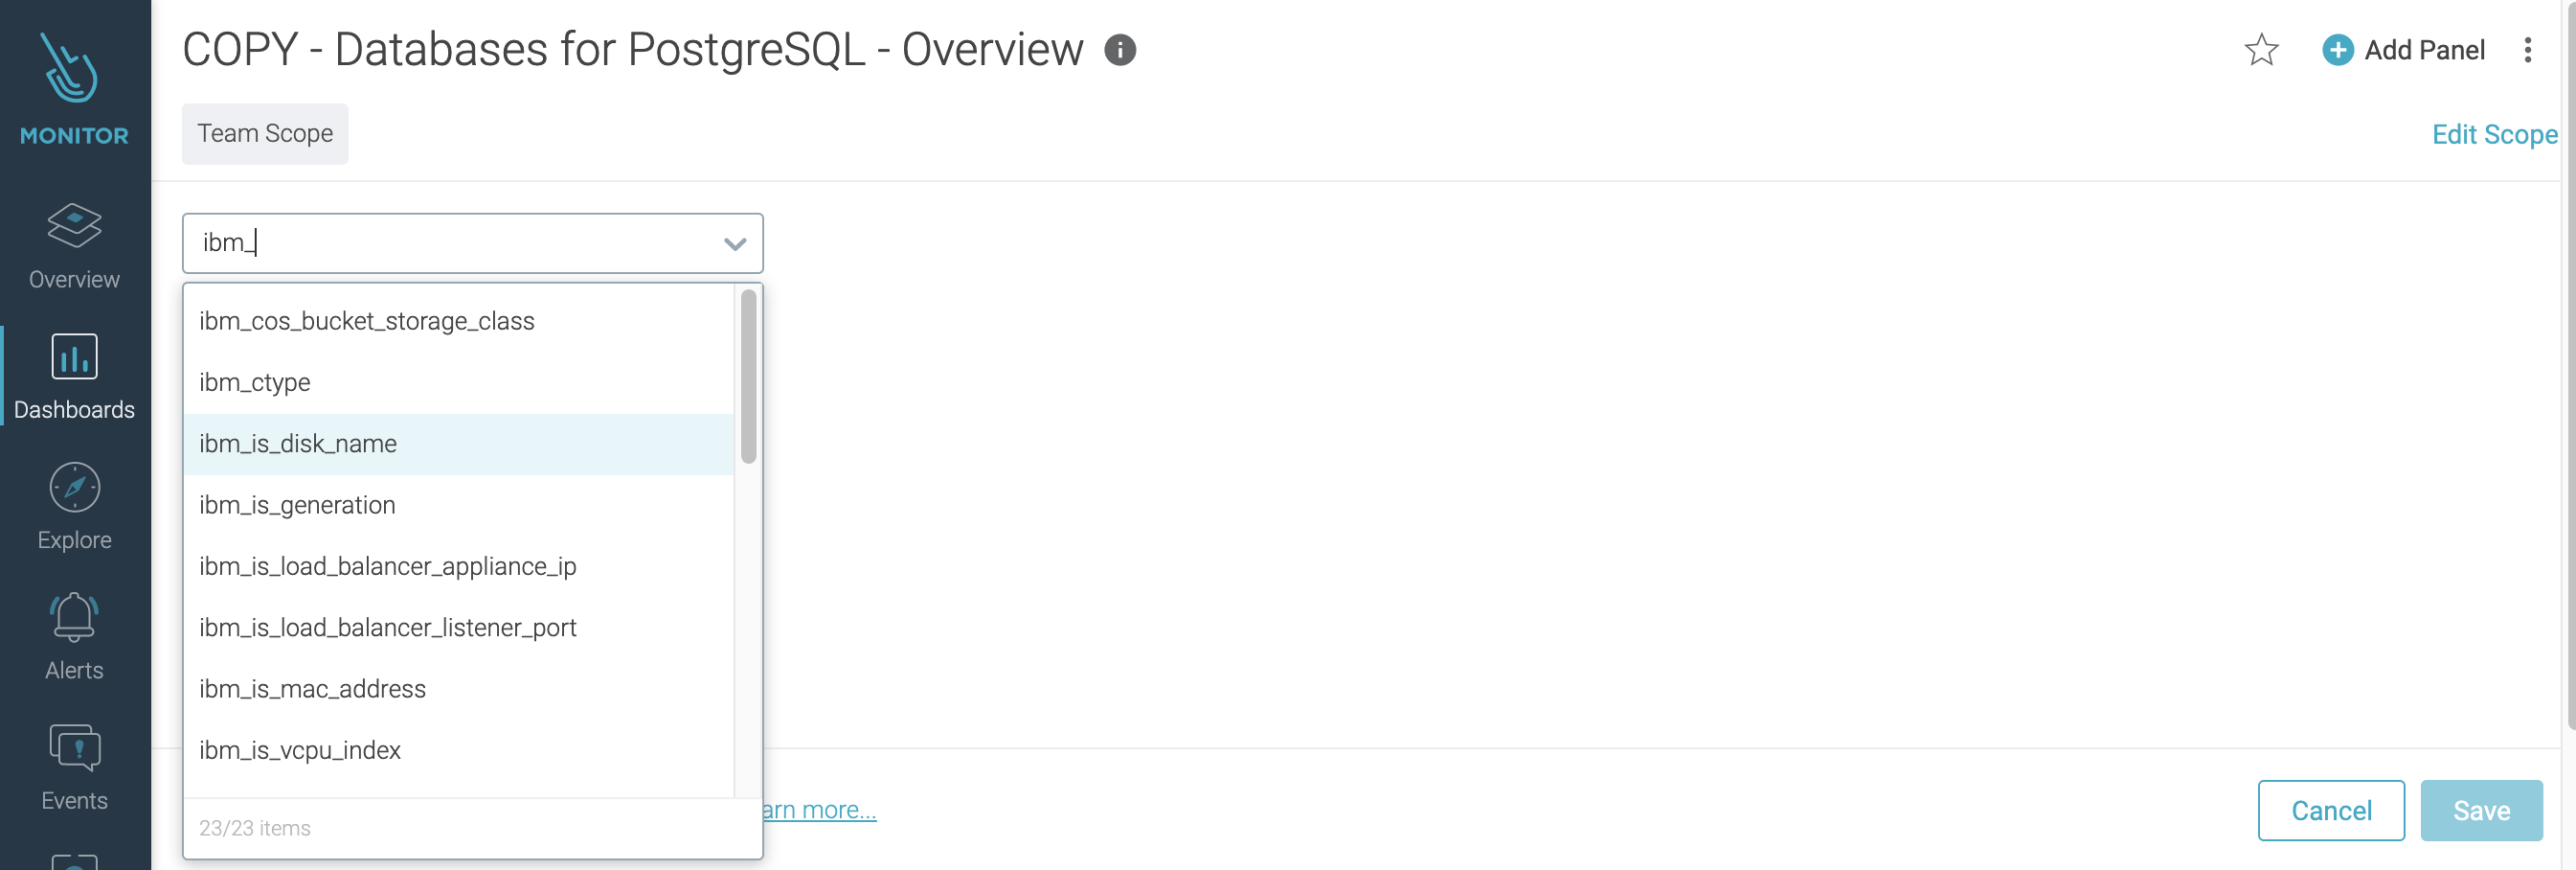 COPY - Databases for PostgreSQL - Overview
Add Panel
MONITOR
Team Scope
Edit Scope
ibm_
Overview
ibm_cos_bucket_storage_class
ibm_ctype
Dashboards
ibm_is_disk_name
ibm_is_generation
Explore
ibm_is_load_balancer_appliance_ip
ibm_is_load_balancer_listener_port
Alerts
ibm_is_mac_address
ibm_is_vcpu_index
Events
arn more...
23/23 items
Cancel
Save